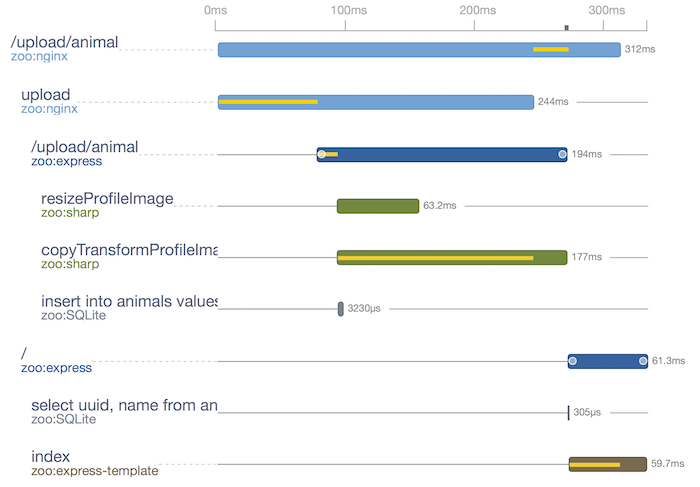 0ms 100ms 200ms 300ms
/upload/animal
zoo:nginx
312ms
upload
zoo:nginx
244ms
/upload/animal
zoo:express
194ms
resizeProfileImage
zoo:sharp
63.2ms
copyTransformProfileIma
zoo:sharp
177ms
insert into animals values
zoo:SQLite
3230µs
/
zoo:express
61.3ms
select uuid, name from an
zoo:SQLite
305µs
index
zoo:express-template
59.7ms